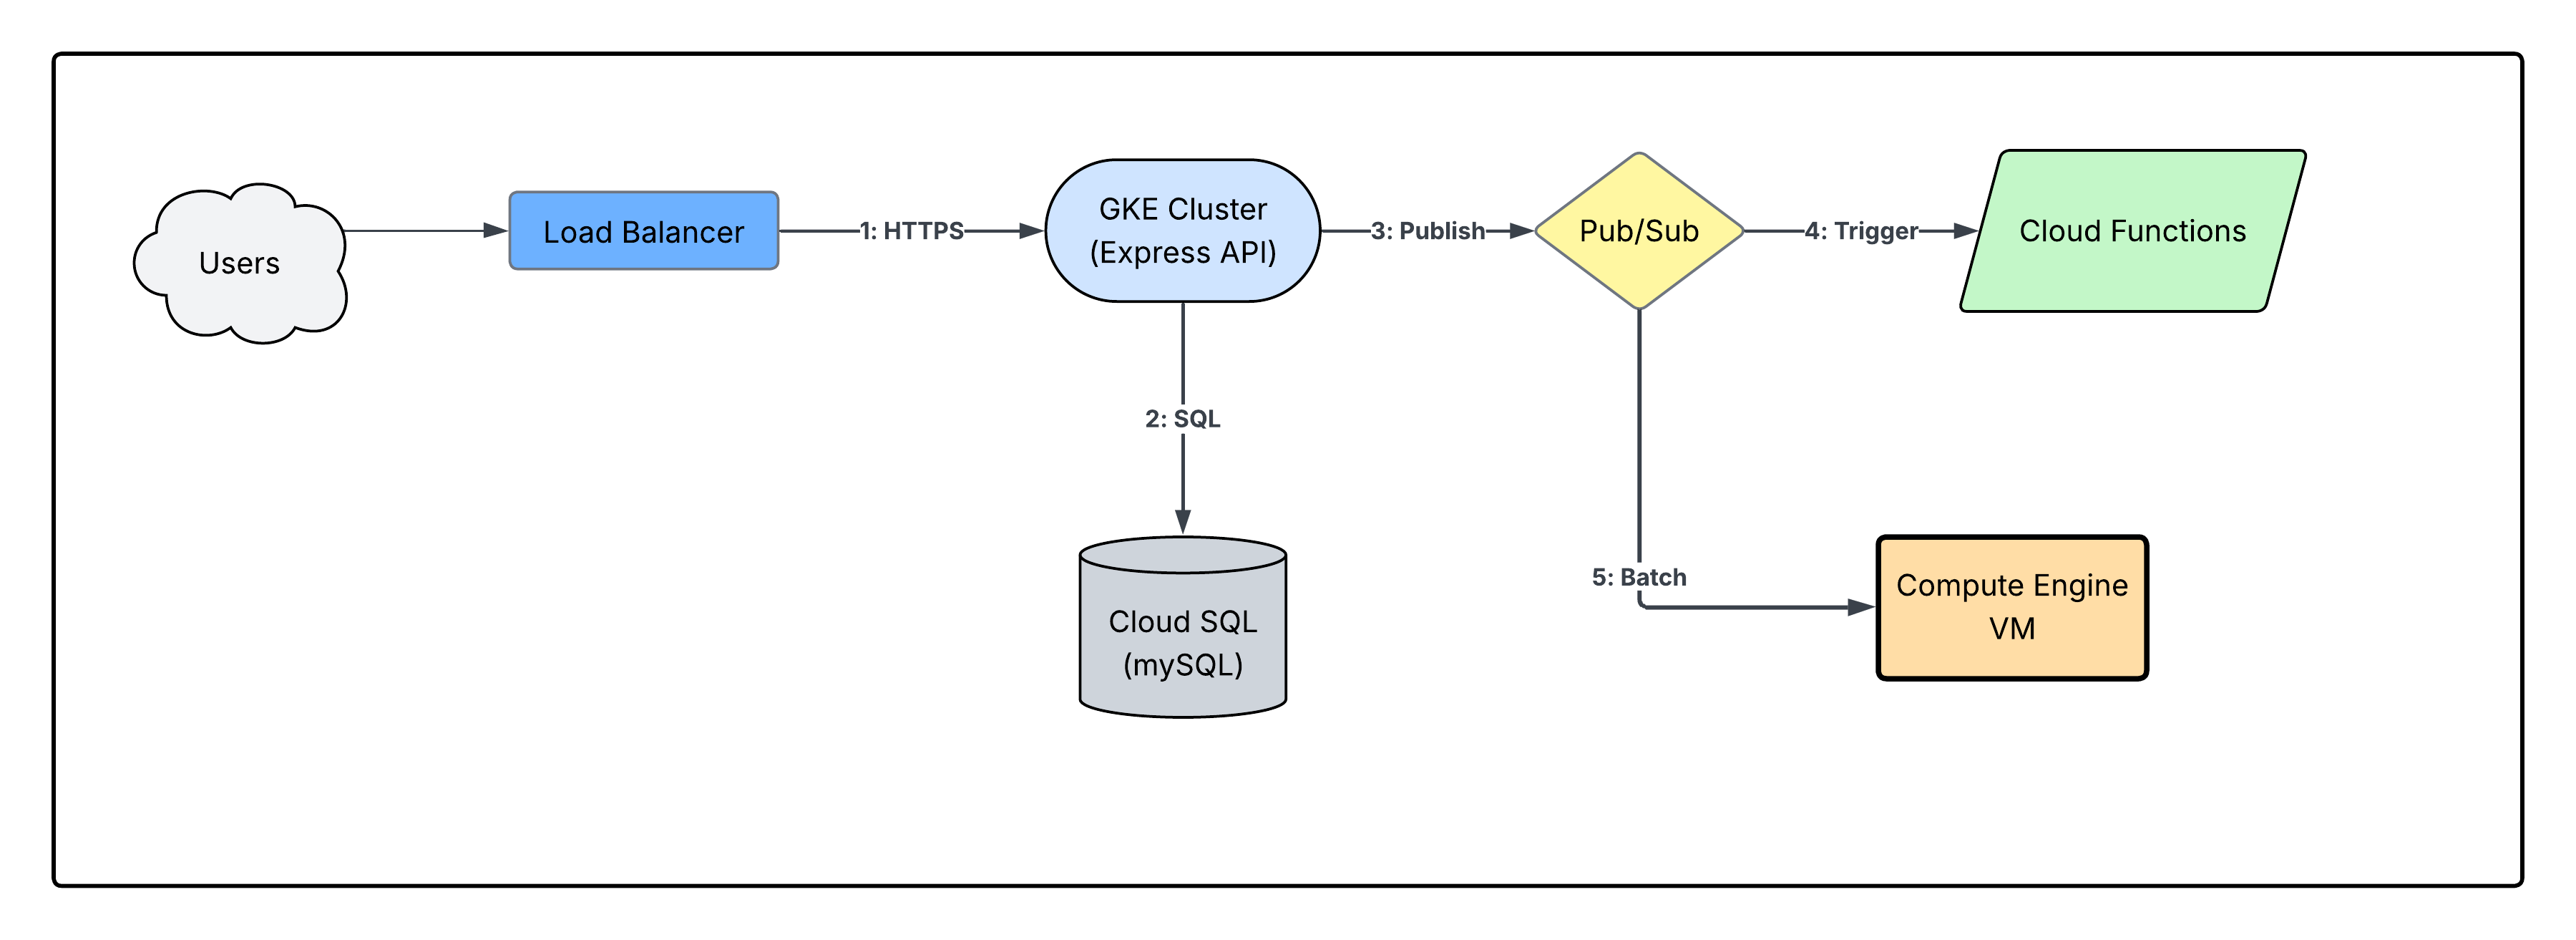 Users
Load Balancer
1: HTTPS
GKE Cluster
(Express API)
3: Publish
Pub/Sub
4: Trigger
Cloud Functions
2: SQL
Cloud SQL
(mySQL)
5: Batch
Compute Engine
VM